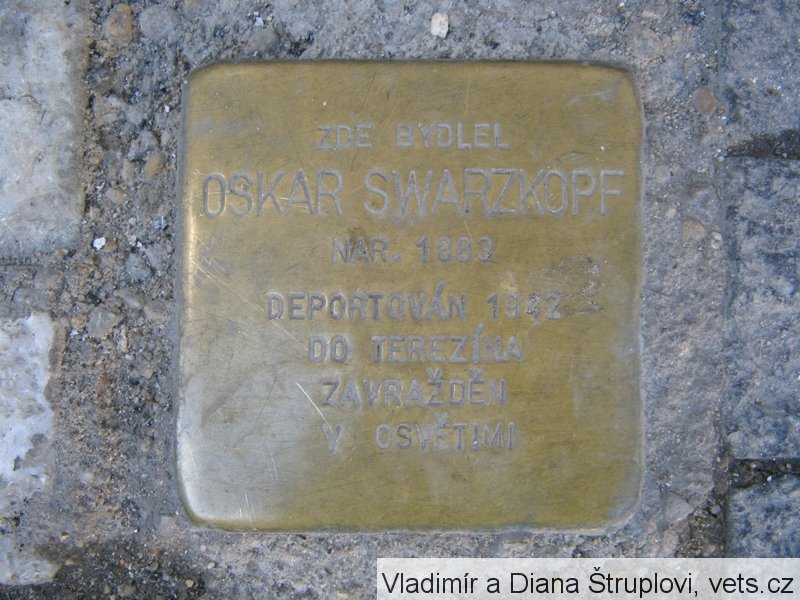 ZDE BYDLEL
OSKAR SWARZKOPF
NAR. 1883
DEPORTOVÁN 1942
DO TEREZÍNA
ZAVRAŽDĚN
V OSVĚTIMI
Vladimír a Diana Štruplovi, vets.cz